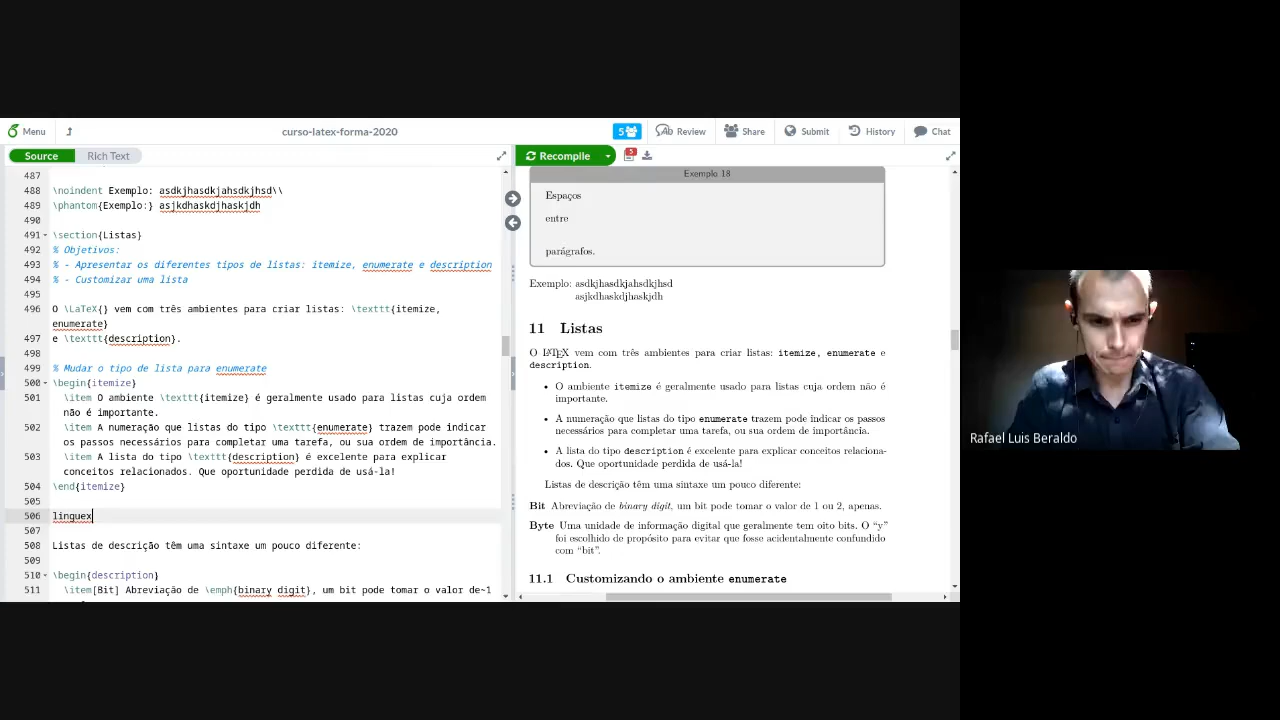 Menu
curso-latex-forma-2020
5
Review
Share
Submit
History
Chat
Source
Rich Text
Recompile
5
487
488 \noindent Exemplo: asdkjhasdkjahsdkjhsd\\
489 \phantom{Exemplo:} asjkdhaskdjhaskjdh
490
491 \section{Listas}
492 % Objetivos:
493 % - Apresentar os diferentes tipos de listas: itemize, enumerate e description
494 % - Customizar uma lista
495
496 O \LaTeX{} vem com três ambientes para criar listas: \texttt{itemize,
enumerate}
497 e \texttt{description}.
498
499 % Mudar o tipo de lista para enumerate
500 \begin{itemize}
501 \item O ambiente \texttt{itemize} é geralmente usado para listas cuja ordem
não é importante.
502 \item A numeração que listas do tipo \texttt{enumerate} trazem pode indicar
os passos necessários para completar uma tarefa, ou sua ordem de importância.
503 \item A lista do tipo \texttt{description} é excelente para explicar
conceitos relacionados. Que oportunidade perdida de usá-la!
504 \end{itemize}
505
506 linguex
507
508 Listas de descrição têm uma sintaxe um pouco diferente:
509
510 \begin{description}
511 \item[Bit] Abreviação de \emph{binary digit}, um bit pode tomar o valor de~1
Exemplo 18
Espaços
entre
parágrafos.
Exemplo: asdkjhasdkjahsdkjhsd
asjkdhaskdjhaskjdh
11 Listas
O LATEX vem com três ambientes para criar listas: itemize, enumerate e
description.
• O ambiente itemize é geralmente usado para listas cuja ordem não é
importante.
• A numeração que listas do tipo enumerate trazem pode indicar os passos
necessários para completar uma tarefa, ou sua ordem de importância.
• A lista do tipo description é excelente para explicar conceitos relaciona-
dos. Que oportunidade perdida de usá-la!
Listas de descrição têm uma sintaxe um pouco diferente:
Bit Abreviação de binary digit, um bit pode tomar o valor de 1 ou 2, apenas.
Byte Uma unidade de informação digital que geralmente tem oito bits. O “y”
foi escolhido de propósito para evitar que fosse acidentalmente confundido
com “bit”.
11.1 Customizando o ambiente enumerate
Rafael Luis Beraldo